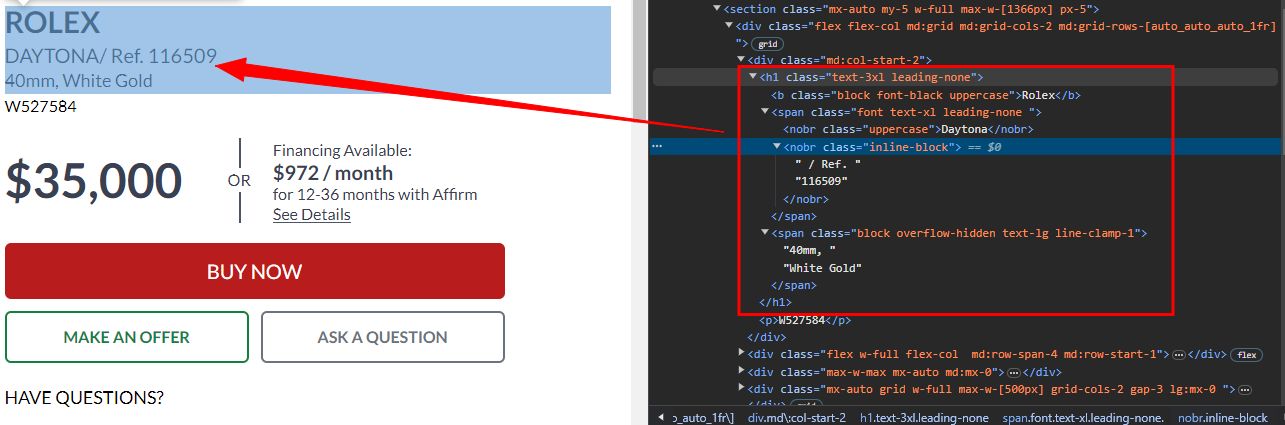 ROLEX
DAYTONA/ Ref. 116509
40mm, White Gold
W527584
$35,000
OR
Financing Available:
$972 / month
for 12-36 months with Affirm
See Details
BUY NOW
MAKE AN OFFER
ASK A QUESTION
HAVE QUESTIONS?
<section class="mx-auto my-5 w-full max-w-[1366px] px-5">
<div class="flex flex-col md:grid md:grid-cols-2 md:grid-rows-[auto_auto_auto_1fr]
"> grid
<div class="md:col-start-2">
<h1 class="text-3xl leading-none">
<b class="block font-black uppercase">Rolex</b>
<span class="font text-xl leading-none ">
<nobr class="uppercase">Daytona</nobr>
<nobr class="inline-block"> == $0
" / Ref. "
"116509"
</nobr>
</span>
<span class="block overflow-hidden text-lg line-clamp-1">
"40mm, "
"White Gold"
</span>
</h1>
<p>W527584</p>
</div>
<div class="flex w-full flex-col  md:row-span-4 md:row-start-1">…</div> flex
<div class="max-w-max mx-auto md:mx-0">…</div>
<div class="mx-auto grid w-full max-w-[500px] grid-cols-2 gap-3 lg:mx-0 ">…
</div> grid
o_auto_1fr\] div.md\:col-start-2 h1.text-3xl.leading-none span.font.text-xl.leading-none. nobr.inline-block